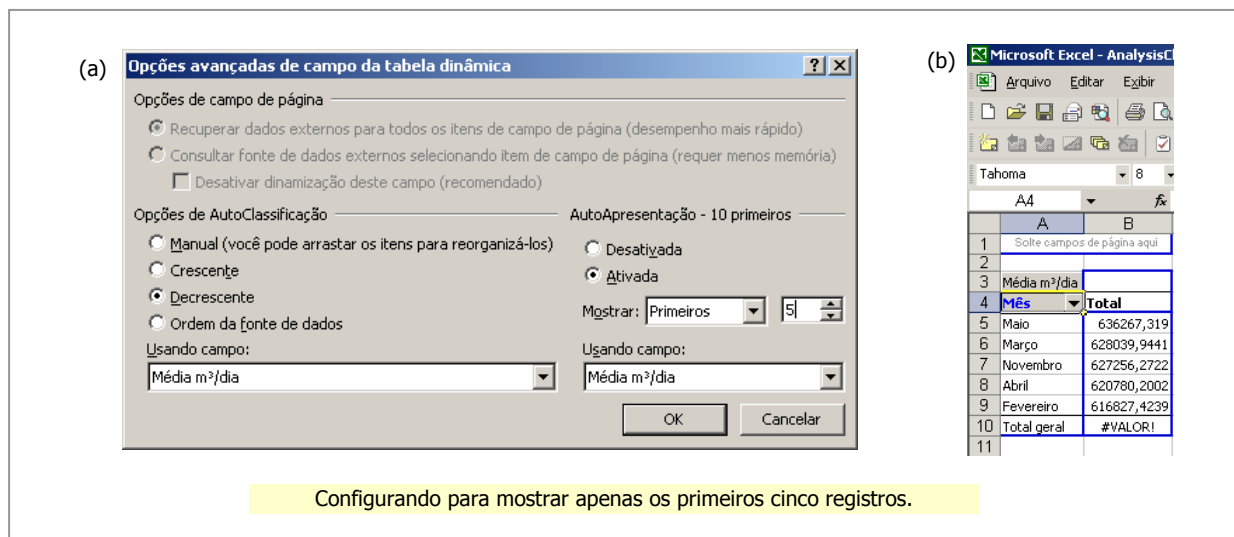 (a)
Opções avançadas de campo da tabela dinâmica
Opções de campo de página
Recuperar dados externos para todos os itens de campo de página (desempenho mais rápido)
Consultar fonte de dados externos selecionando item de campo de página (requer menos memória)
Desativar dinamização deste campo (recomendado)
Opções de AutoClassificação
Manual (você pode arrastar os itens para reorganizá-los)
Crescente
Decrescente
Ordem da fonte de dados
Usando campo:
Média m³/dia
AutoApresentação - 10 primeiros
Desativada
Ativada
Mostrar: Primeiros 5
Usando campo:
Média m³/dia
OK Cancelar
(b)
Microsoft Excel - AnalysisCl
Arquivo Editar Exibir
Tahoma 8
A4 fx
A B
1 Solte campos de página aqui
2
3 Média m³/dia
4 Mês Total
5 Maio 636267,319
6 Março 628039,9441
7 Novembro 627256,2722
8 Abril 620780,2002
9 Fevereiro 616827,4239
10 Total geral #VALOR!
11
Configurando para mostrar apenas os primeiros cinco registros.